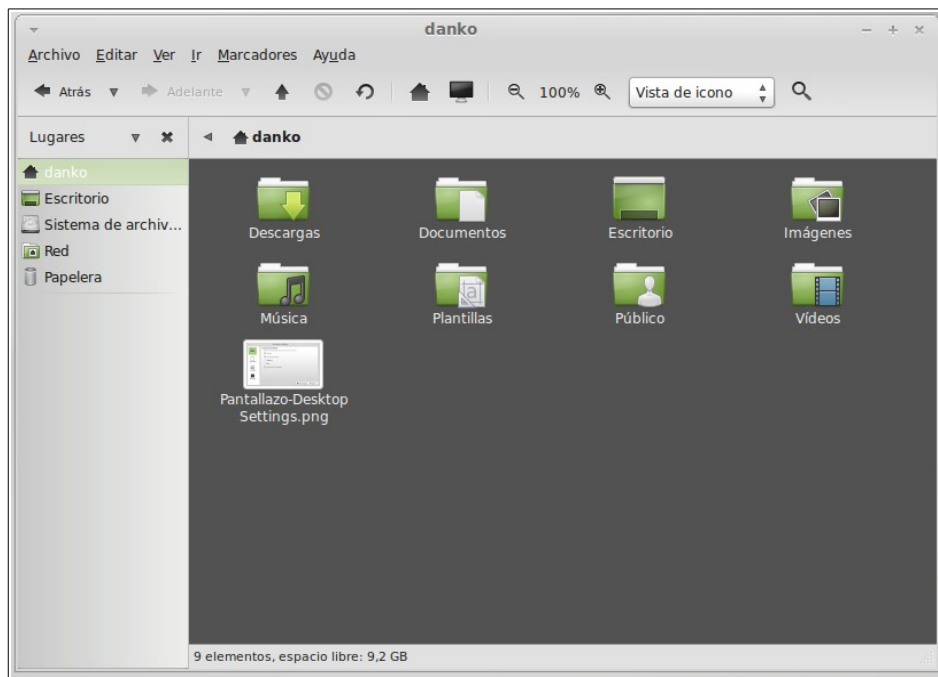 danko
Archivo Editar Ver Ir Marcadores Ayuda
Atrás Adelante 100% Vista de icono
Lugares danko
danko
Escritorio
Sistema de archiv...
Red
Papelera
Descargas Documentos Escritorio Imágenes
Música Plantillas Público Vídeos
Pantallazo-Desktop
Settings.png
9 elementos, espacio libre: 9,2 GB